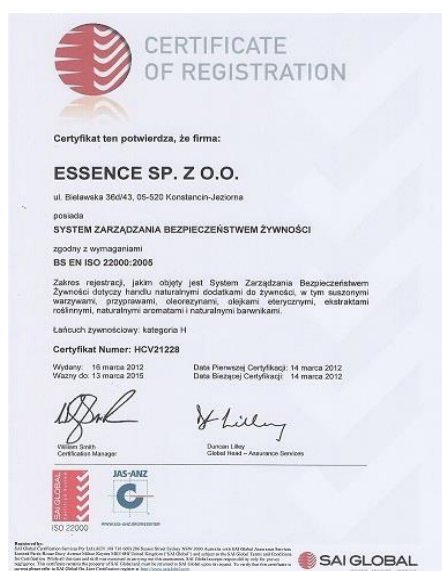 CERTIFICATE
OF REGISTRATION
Certyfikat ten potwierdza, że firma:
ESSENCE SP. Z O.O.
ul. Bielawska 36d/43, 05-520 Konstancin-Jeziorna
posiada
SYSTEM ZARZĄDZANIA BEZPIECZEŃSTWEM ŻYWNOŚCI
zgodny z wymaganiami
BS EN ISO 22000:2005
Zakres rejestracji, jakim objęty jest System Zarządzania Bezpieczeństwem
Żywności dotyczy handlu naturalnymi dodatkami do żywności, w tym suszonymi
warzywami, przyprawami, oleorezynami, olejkami eterycznymi, ekstraktami
roślinnymi, naturalnymi aromatami i naturalnymi barwnikami.
Łańcuch żywnościowy: kategoria H
Certyfikat Numer: HCV21228
Wydany: 16 marca 2012 Data Pierwszej Certyfikacji: 14 marca 2012
Ważny do: 13 marca 2015 Data Bieżącej Certyfikacji: 14 marca 2012
William Smith Duncan Lilley
Certification Manager Global Head – Assurance Services
SAI GLOBAL
JAS-ANZ
ISO 22000
Registered by:
SAI GLOBAL